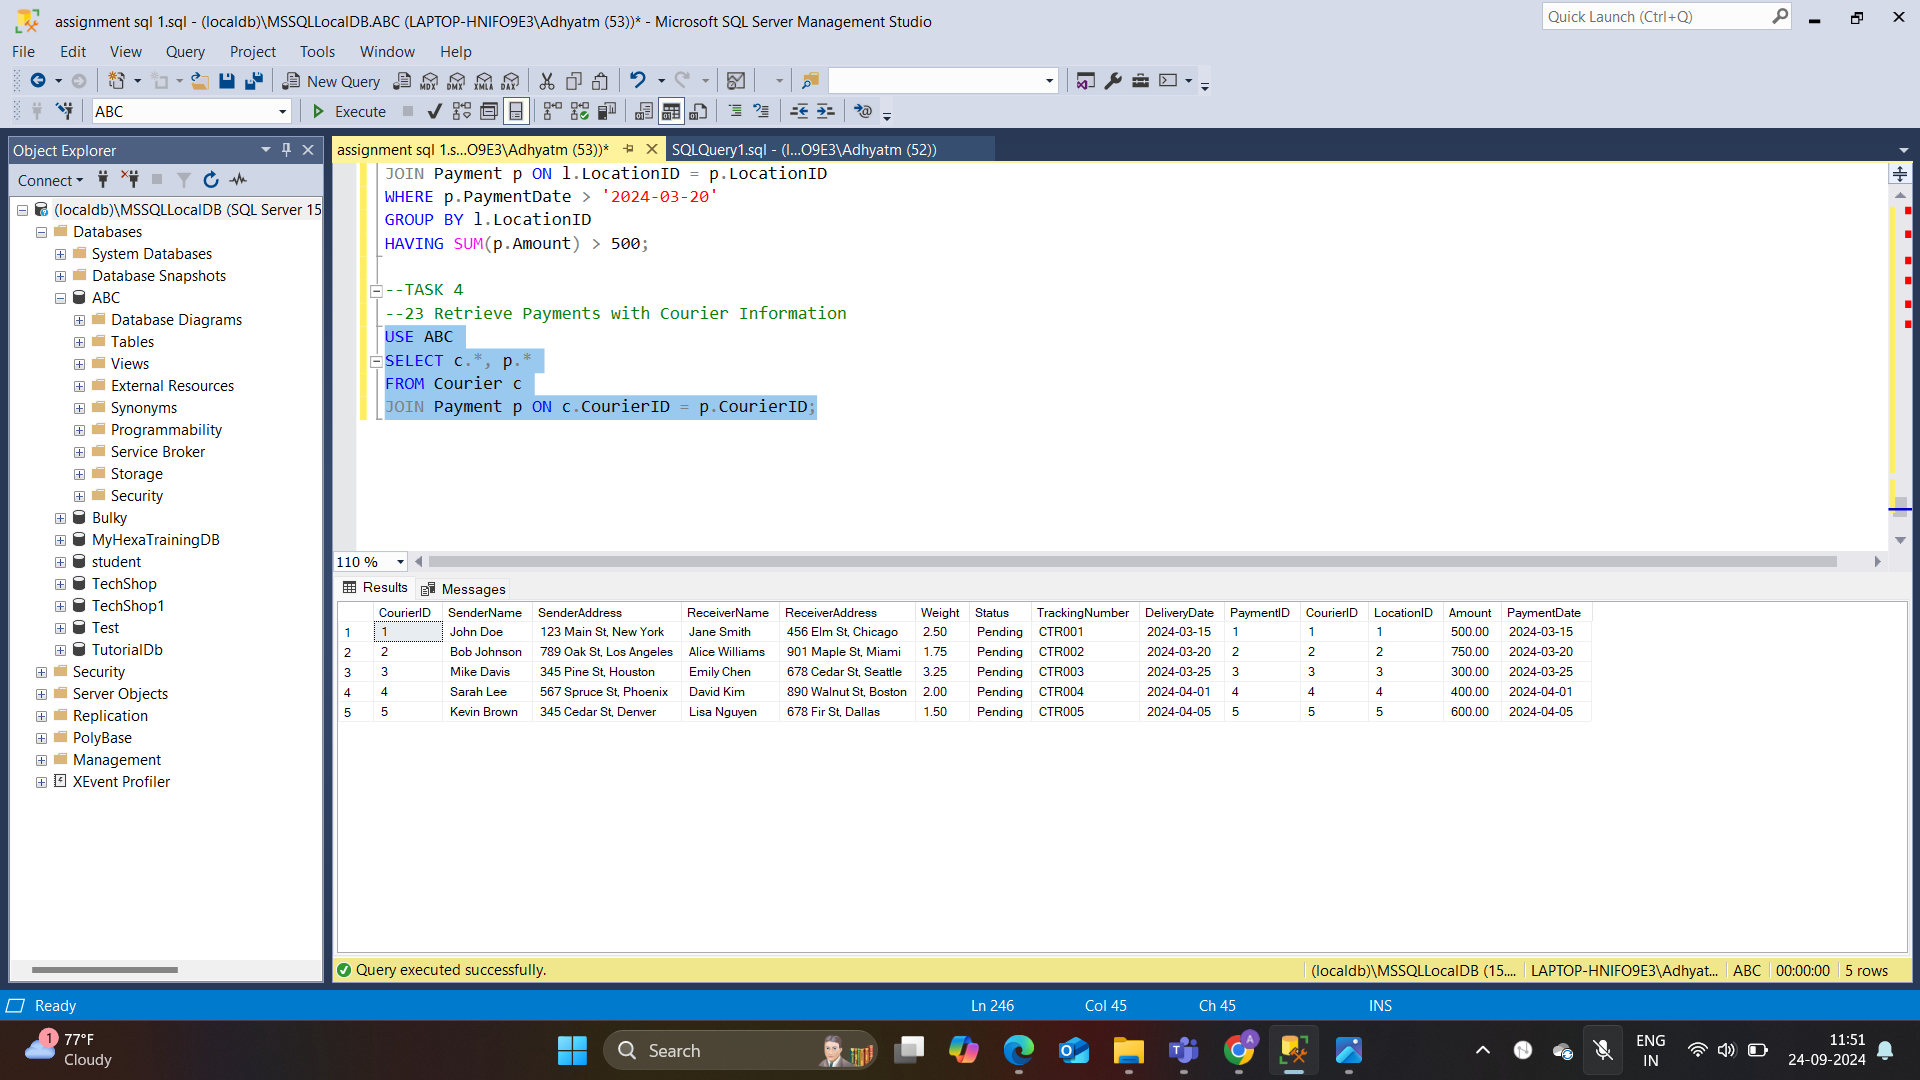 assignment sql 1.sql - (localdb)\MSSQLLocalDB.ABC (LAPTOP-HNIFO9E3\Adhyatm (53))* - Microsoft SQL Server Management Studio
Quick Launch (Ctrl+Q)
File Edit View Query Project Tools Window Help
New Query
MDX DMX XMLA DAX
ABC
Execute
Object Explorer
assignment sql 1.s...O9E3\Adhyatm (53))*
SQLQuery1.sql - (l...O9E3\Adhyatm (52))
Connect
(localdb)\MSSQLLocalDB (SQL Server 15
Databases
System Databases
Database Snapshots
ABC
Database Diagrams
Tables
Views
External Resources
Synonyms
Programmability
Service Broker
Storage
Security
Bulky
MyHexaTrainingDB
student
TechShop
TechShop1
Test
TutorialDb
Security
Server Objects
Replication
PolyBase
Management
XEvent Profiler
JOIN Payment p ON l.LocationID = p.LocationID
WHERE p.PaymentDate > '2024-03-20'
GROUP BY l.LocationID
HAVING SUM(p.Amount) > 500;
--TASK 4
--23 Retrieve Payments with Courier Information
USE ABC
SELECT c.*, p.*
FROM Courier c
JOIN Payment p ON c.CourierID = p.CourierID;
110 %
Results Messages
CourierID SenderName SenderAddress ReceiverName ReceiverAddress Weight Status TrackingNumber DeliveryDate PaymentID CourierID LocationID Amount PaymentDate
1 1 John Doe 123 Main St, New York Jane Smith 456 Elm St, Chicago 2.50 Pending CTR001 2024-03-15 1 1 1 500.00 2024-03-15
2 2 Bob Johnson 789 Oak St, Los Angeles Alice Williams 901 Maple St, Miami 1.75 Pending CTR002 2024-03-20 2 2 2 750.00 2024-03-20
3 3 Mike Davis 345 Pine St, Houston Emily Chen 678 Cedar St, Seattle 3.25 Pending CTR003 2024-03-25 3 3 3 300.00 2024-03-25
4 4 Sarah Lee 567 Spruce St, Phoenix David Kim 890 Walnut St, Boston 2.00 Pending CTR004 2024-04-01 4 4 4 400.00 2024-04-01
5 5 Kevin Brown 345 Cedar St, Denver Lisa Nguyen 678 Fir St, Dallas 1.50 Pending CTR005 2024-04-05 5 5 5 600.00 2024-04-05
Query executed successfully.
(localdb)\MSSQLLocalDB (15.... LAPTOP-HNIFO9E3\Adhyat... ABC 00:00:00 5 rows
Ready Ln 246 Col 45 Ch 45 INS
1
77°F
Cloudy
Search
A
ENG
IN
11:51
24-09-2024